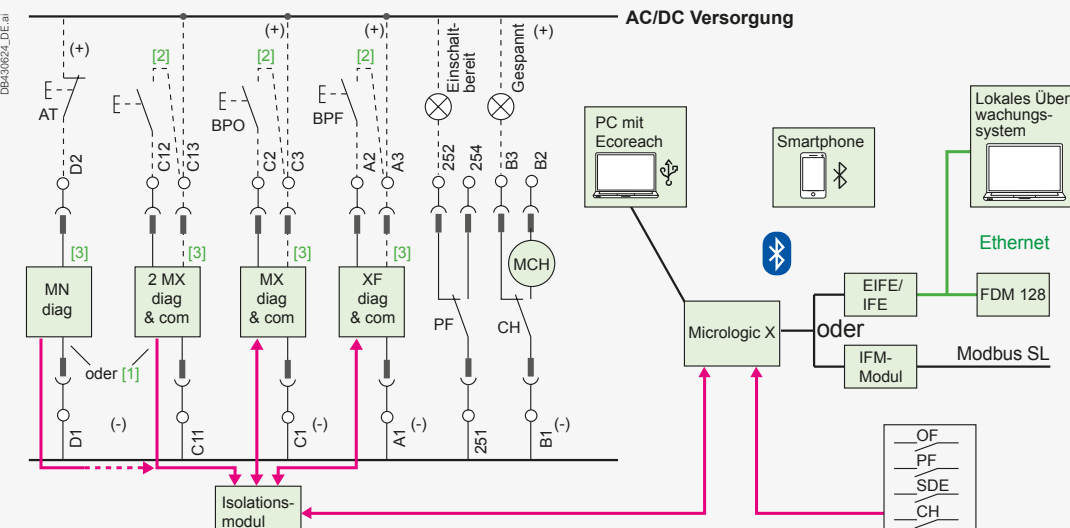 DB430624_DE.ai
AC/DC Versorgung
(+)
(+)
(+)
(+)
[2]
[2]
[2]
Einschalt-
bereit
Gespannt
AT
BPO
BPF
D2
C12
C13
C2
C3
A2
A3
252
254
B3
B2
[3]
[3]
[3]
[3]
MN
diag
2 MX
diag
& com
MX
diag
& com
XF
diag
& com
PF
MCH
CH
oder [1]
D1
(-)
C11
C1
(-)
A1
(-)
251
B1
(-)
Isolations-
modul
PC mit
Ecoreach
Smartphone
Lokales Über
wachungs-
system
Ethernet
EIFE/
IFE
FDM 128
Micrologic X
oder
IFM-
Modul
Modbus SL
OF
PF
SDE
CH